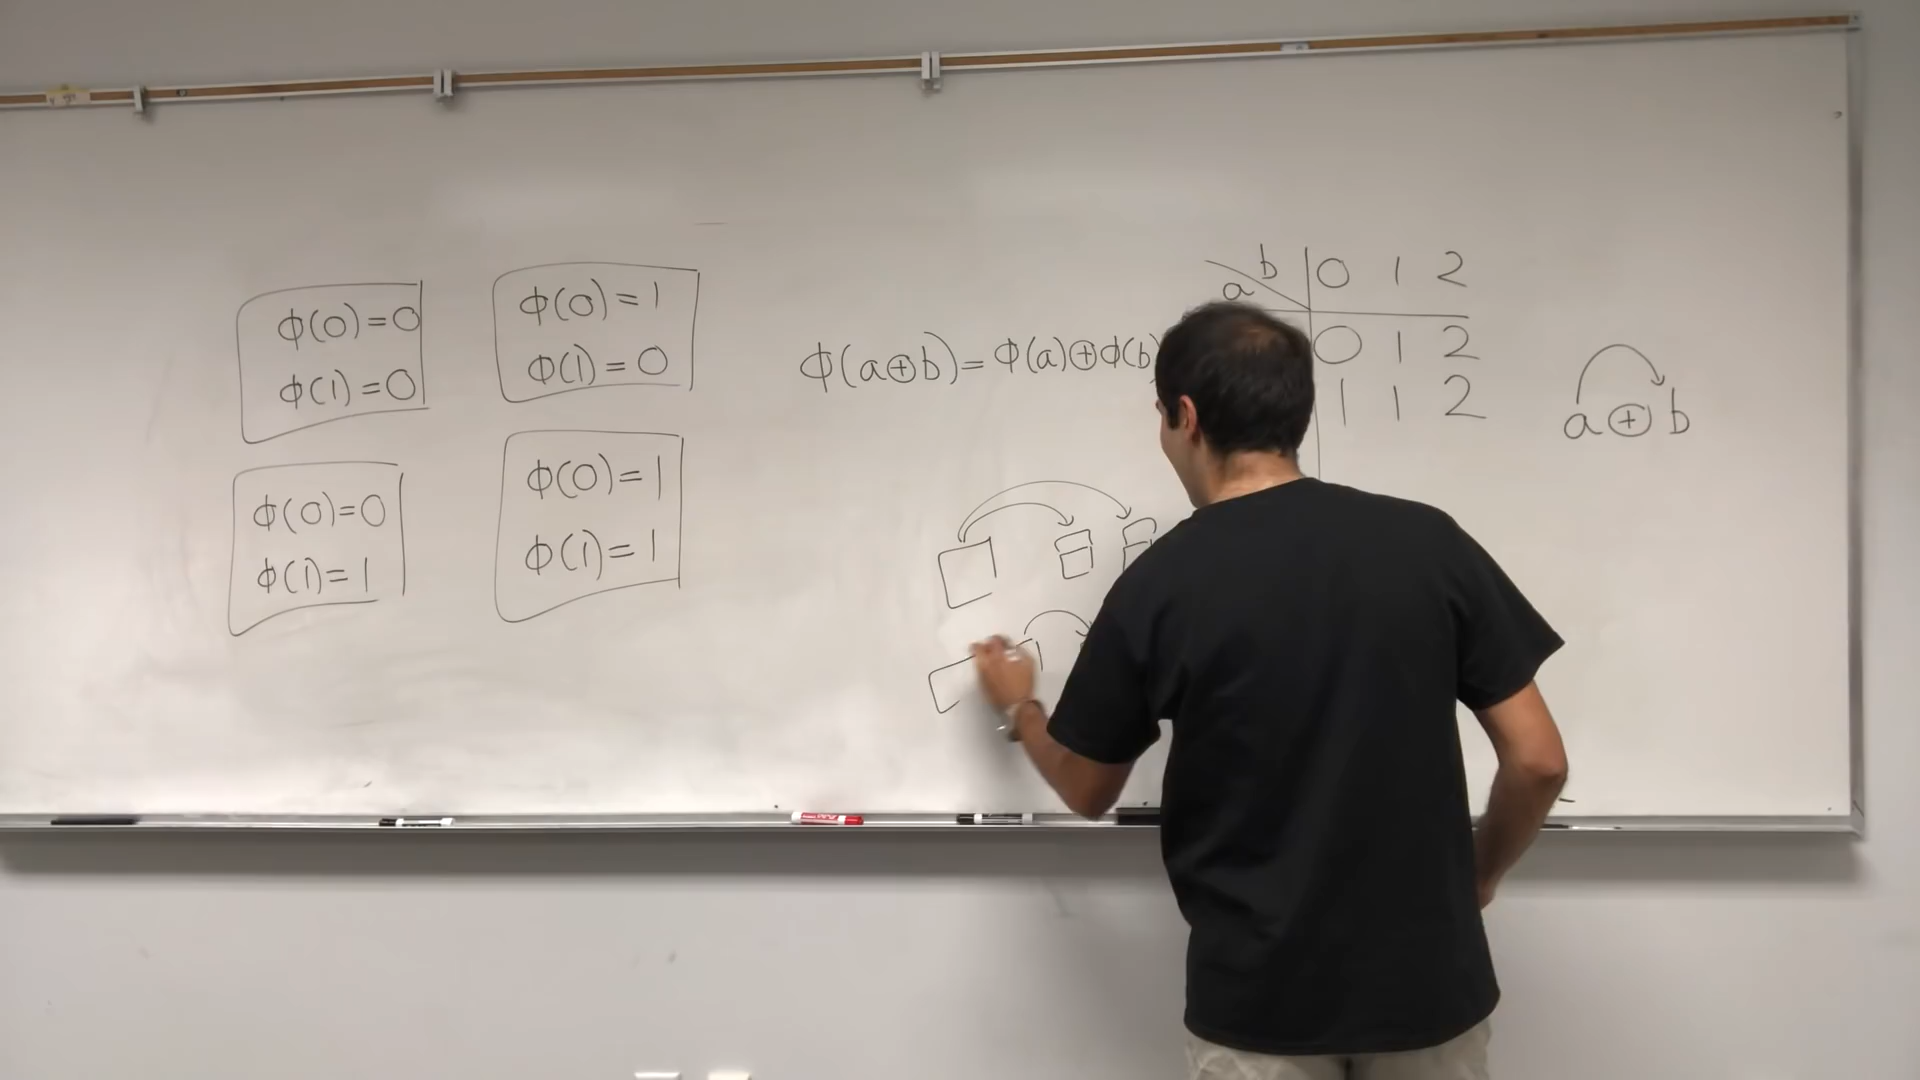 ϕ(0)=0
ϕ(1)=0
ϕ(0)=1
ϕ(1)=0
ϕ(0)=0
ϕ(1)=1
ϕ(0)=1
ϕ(1)=1
ϕ(a⊕b)=ϕ(a)⊕ϕ(b)
b 0 1 2
a
0 1 2
1 1 2
a⊕b